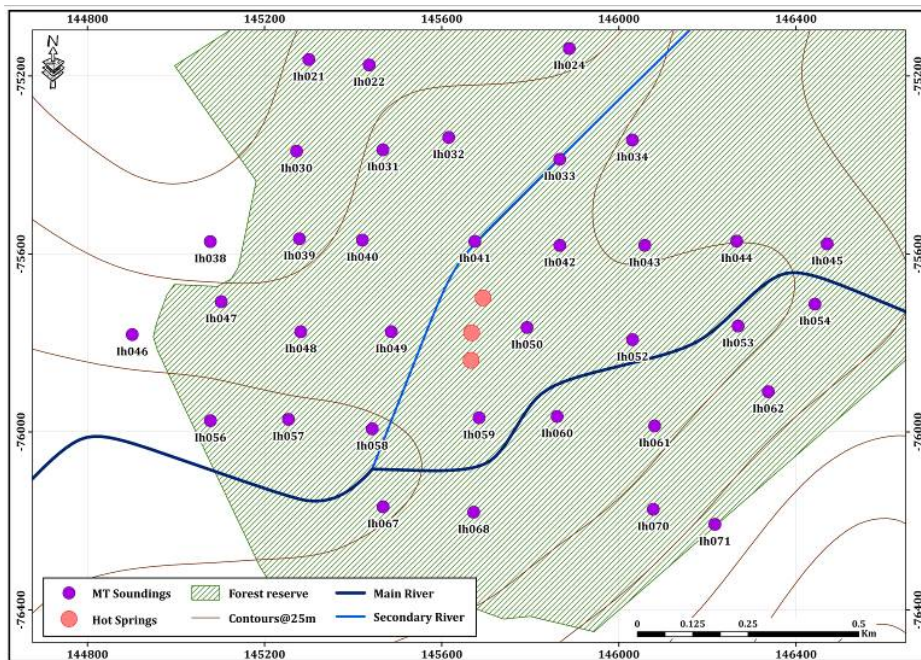 144800 145200 145600 146000 146400
N
-75200 -75200
Ih021 Ih022 Ih024
Ih030 Ih031 Ih032 Ih033 Ih034
-75600 -75600
Ih038 Ih039 Ih040 Ih041 Ih042 Ih043 Ih044 Ih045
Ih046 Ih047 Ih048 Ih049 Ih050 Ih052 Ih053 Ih054
-76000 -76000
Ih056 Ih057 Ih058 Ih059 Ih060 Ih061 Ih062
Ih067 Ih068 Ih070 Ih071
MT Soundings Forest reserve Main River
Hot Springs Contours@25m Secondary River
-76400 -76400
0 0.125 0.25 0.5
Km
144800 145200 145600 146000 146400